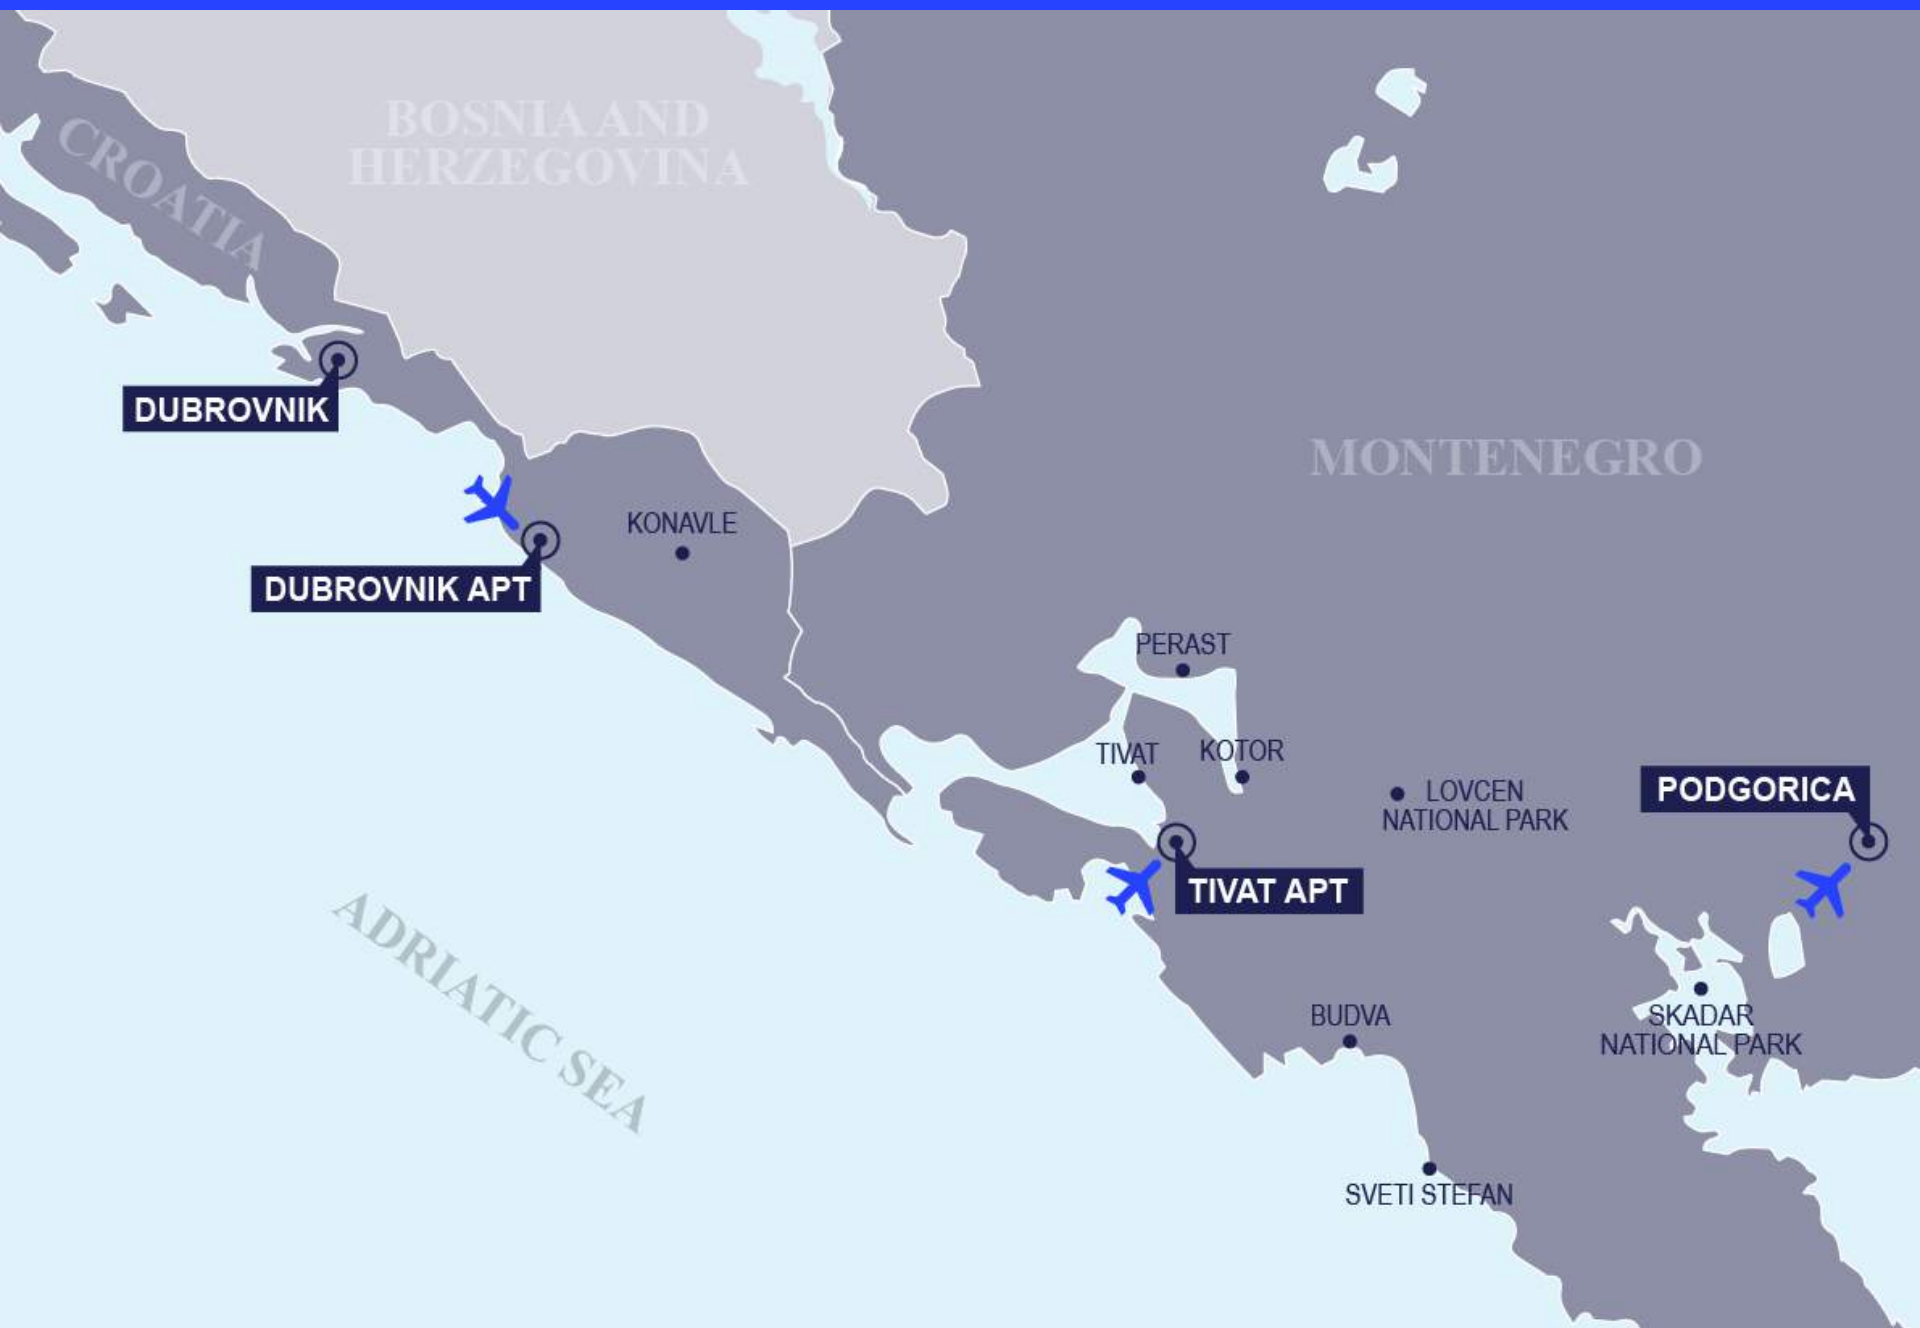 BOSNIA AND
HERZEGOVINA
CROATIA
DUBROVNIK
MONTENEGRO
KONAVLE
DUBROVNIK APT
PERAST
TIVAT
KOTOR
LOVCEN
NATIONAL PARK
PODGORICA
TIVAT APT
ADRIATIC SEA
BUDVA
SKADAR
NATIONAL PARK
SVETI STEFAN